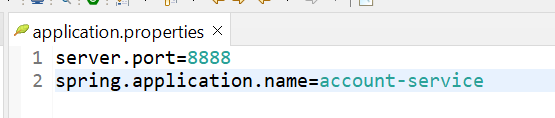 application.properties
1 server.port=8888
2 spring.application.name=account-service